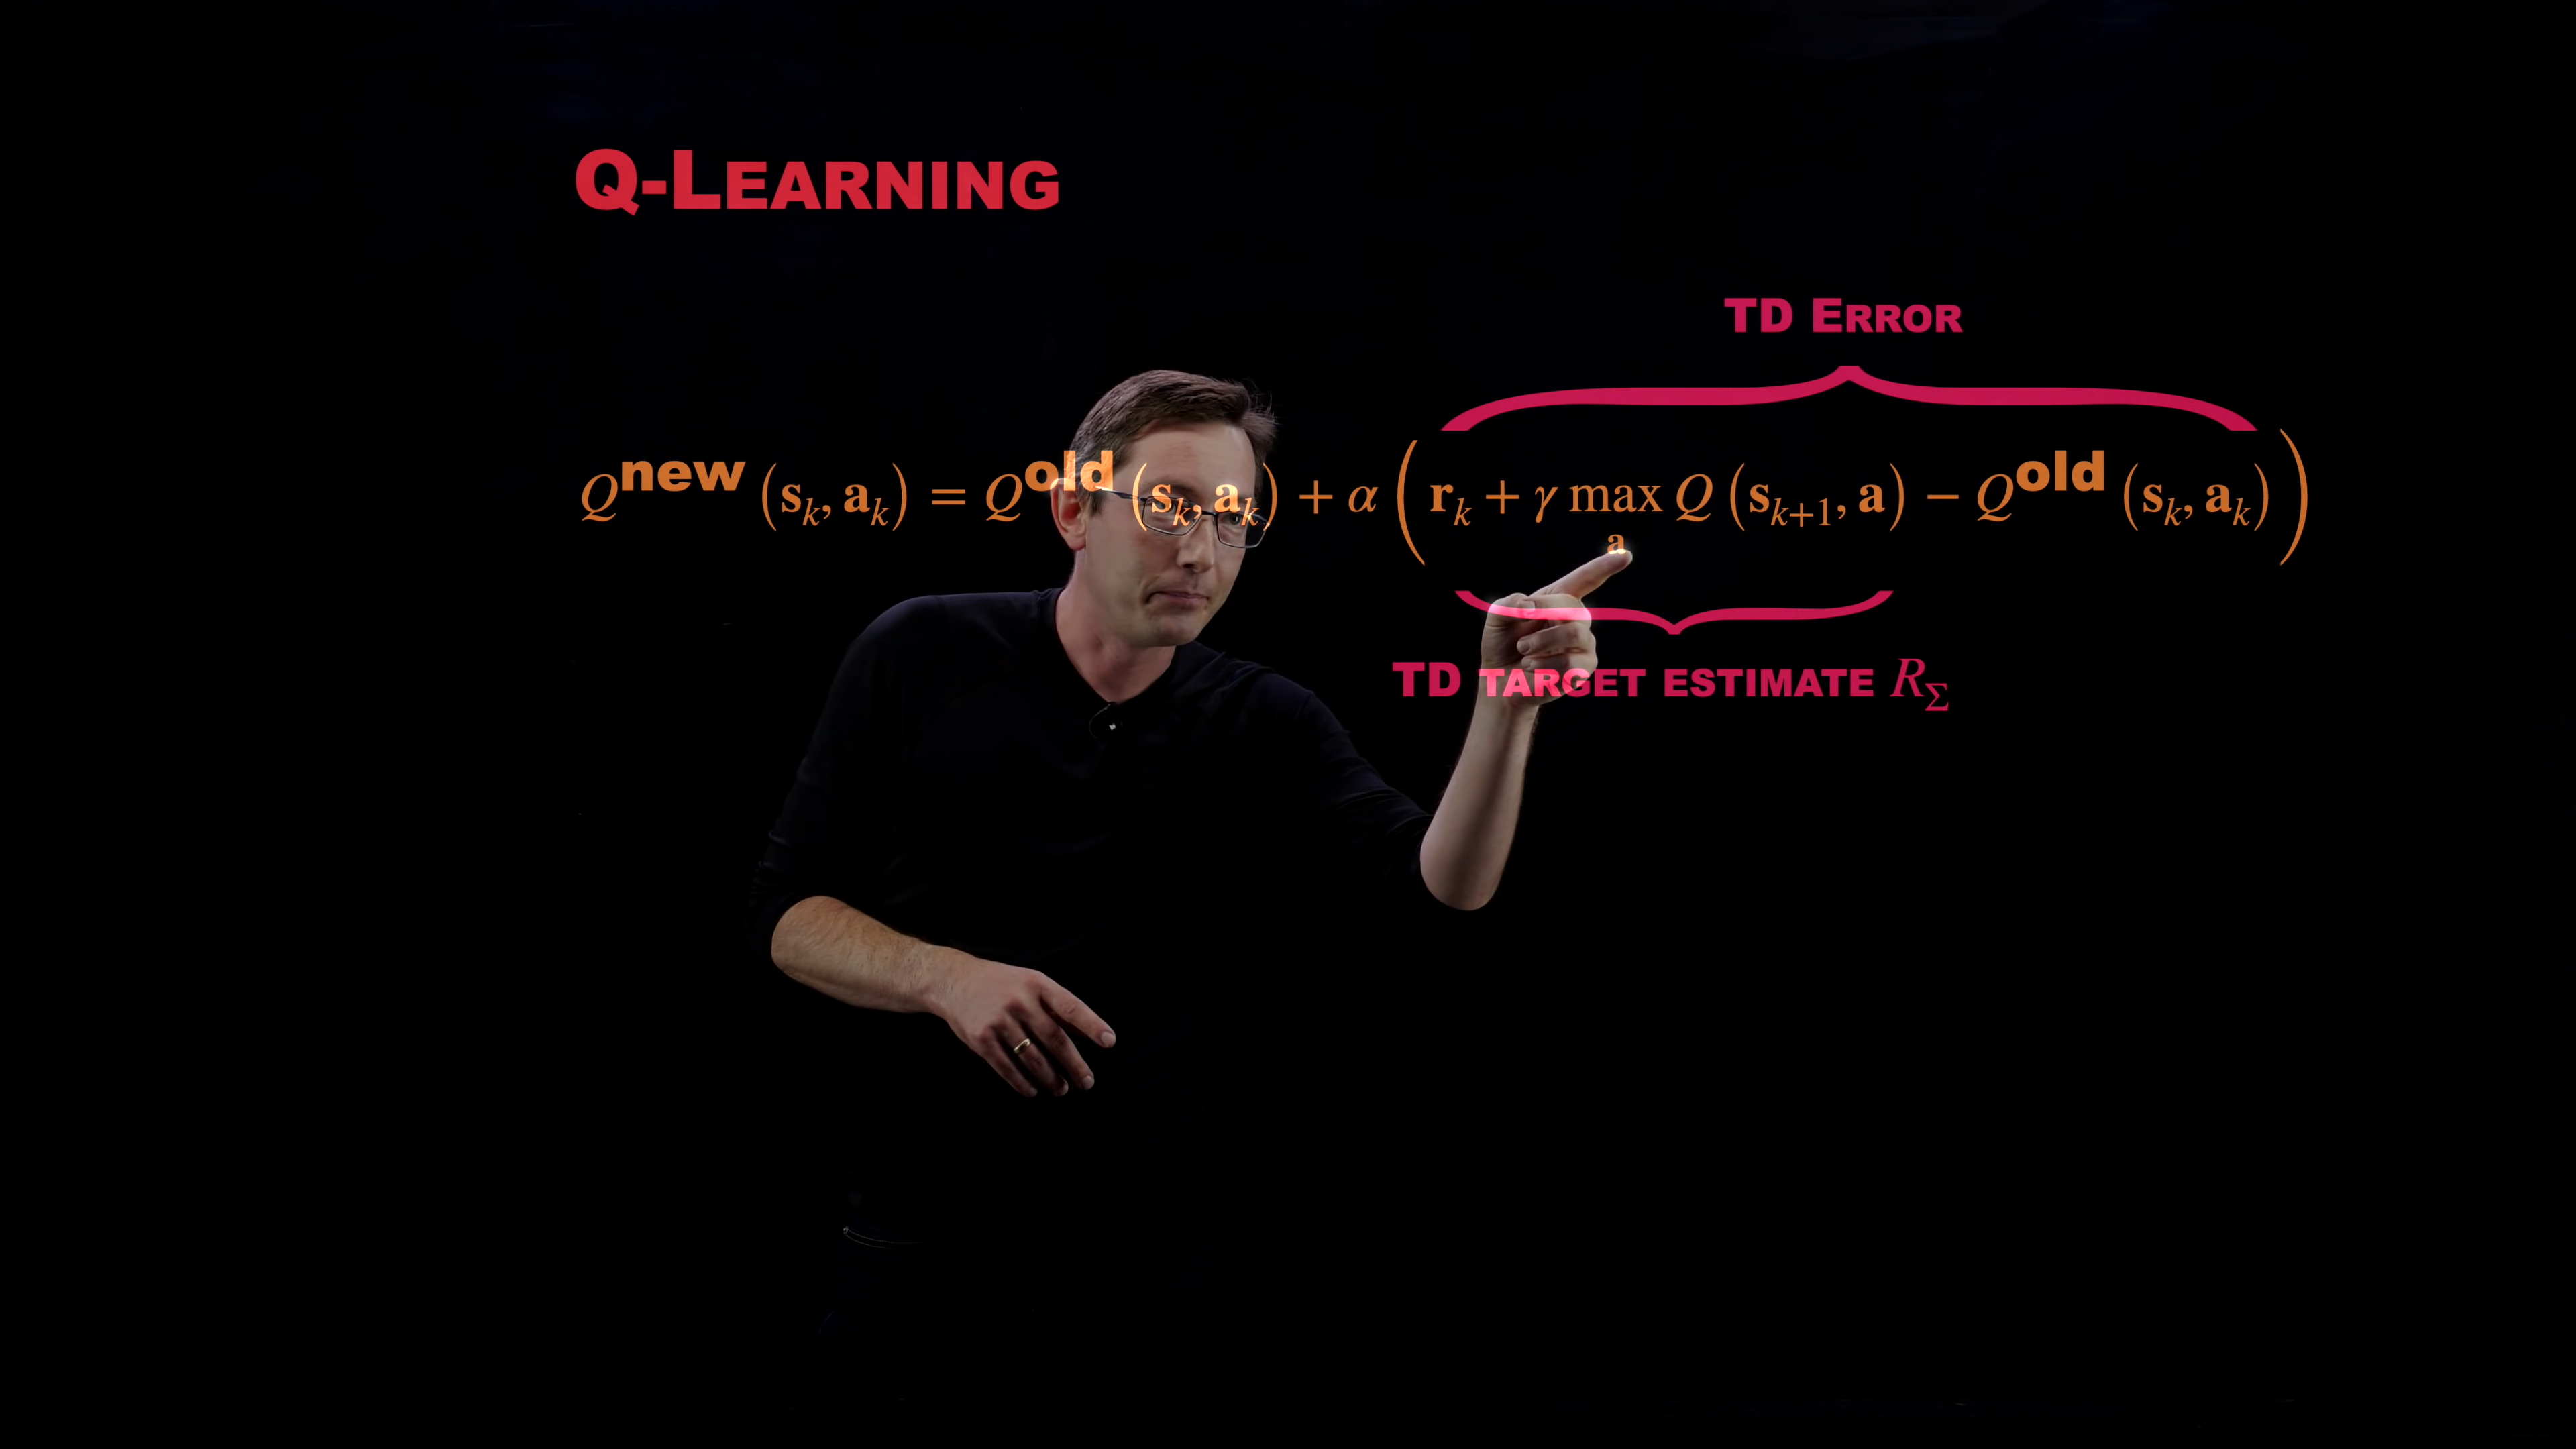 Q-LEARNING
TD ERROR
Q^new (s_k, a_k) = Q^old (s_k, a_k) + α ( r_k + γ max_a Q (s_{k+1}, a) − Q^old (s_k, a_k) )
TD TARGET ESTIMATE R_Σ